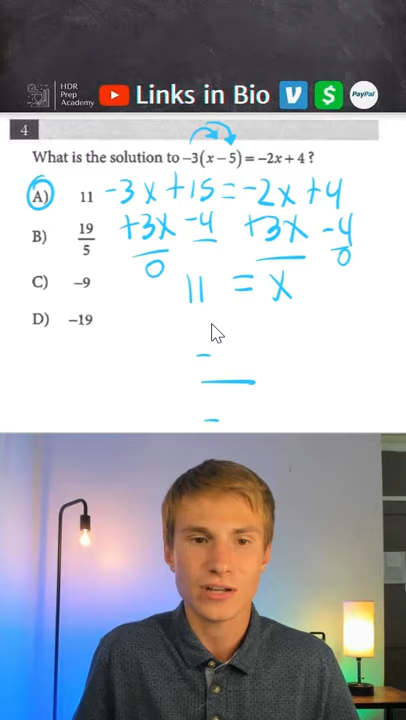 HDR
Prep
Academy
Links in Bio
V
$
PayPal
4
What is the solution to −3(x − 5) = −2x + 4 ?
A) 11
-3x+15=-2x+4
B) 19/5
+3x -4 +3x -4
0 0
C) −9
11 = x
D) −19